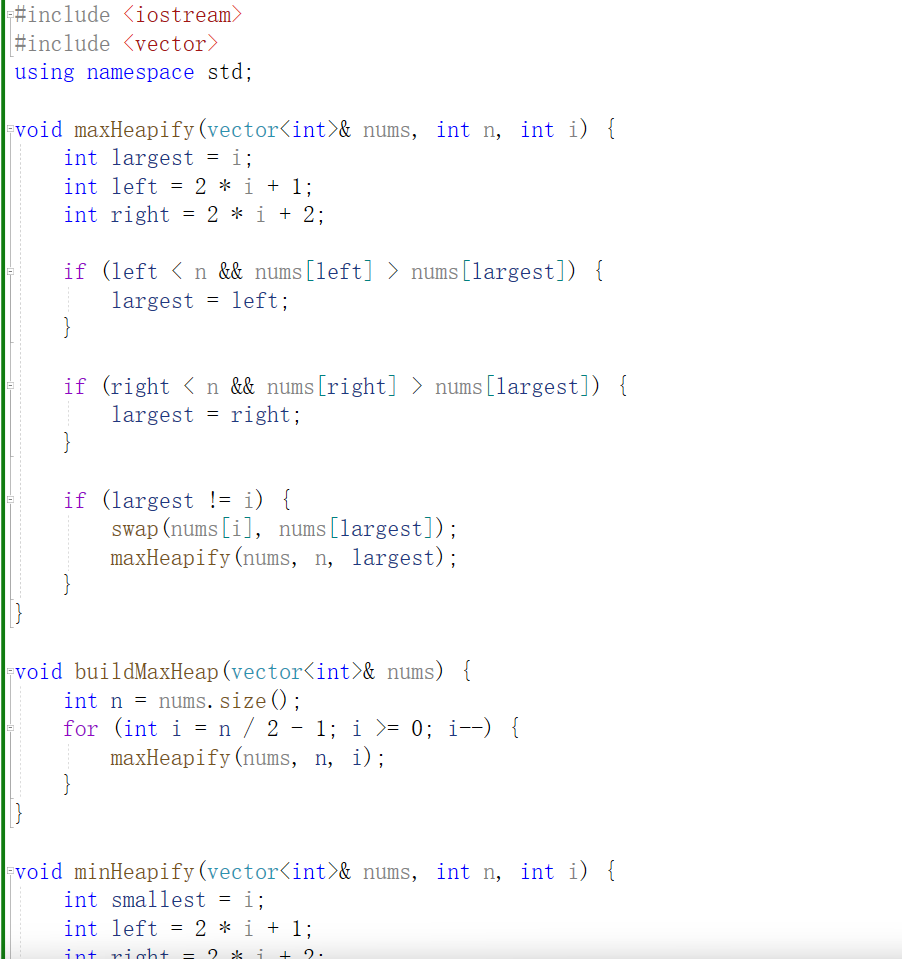 #include <iostream>
#include <vector>
using namespace std;

void maxHeapify(vector<int>& nums, int n, int i) {
    int largest = i;
    int left = 2 * i + 1;
    int right = 2 * i + 2;

    if (left < n && nums[left] > nums[largest]) {
        largest = left;
    }

    if (right < n && nums[right] > nums[largest]) {
        largest = right;
    }

    if (largest != i) {
        swap(nums[i], nums[largest]);
        maxHeapify(nums, n, largest);
    }
}

void buildMaxHeap(vector<int>& nums) {
    int n = nums.size();
    for (int i = n / 2 - 1; i >= 0; i--) {
        maxHeapify(nums, n, i);
    }
}

void minHeapify(vector<int>& nums, int n, int i) {
    int smallest = i;
    int left = 2 * i + 1;
    int right = 2 * i + 2;